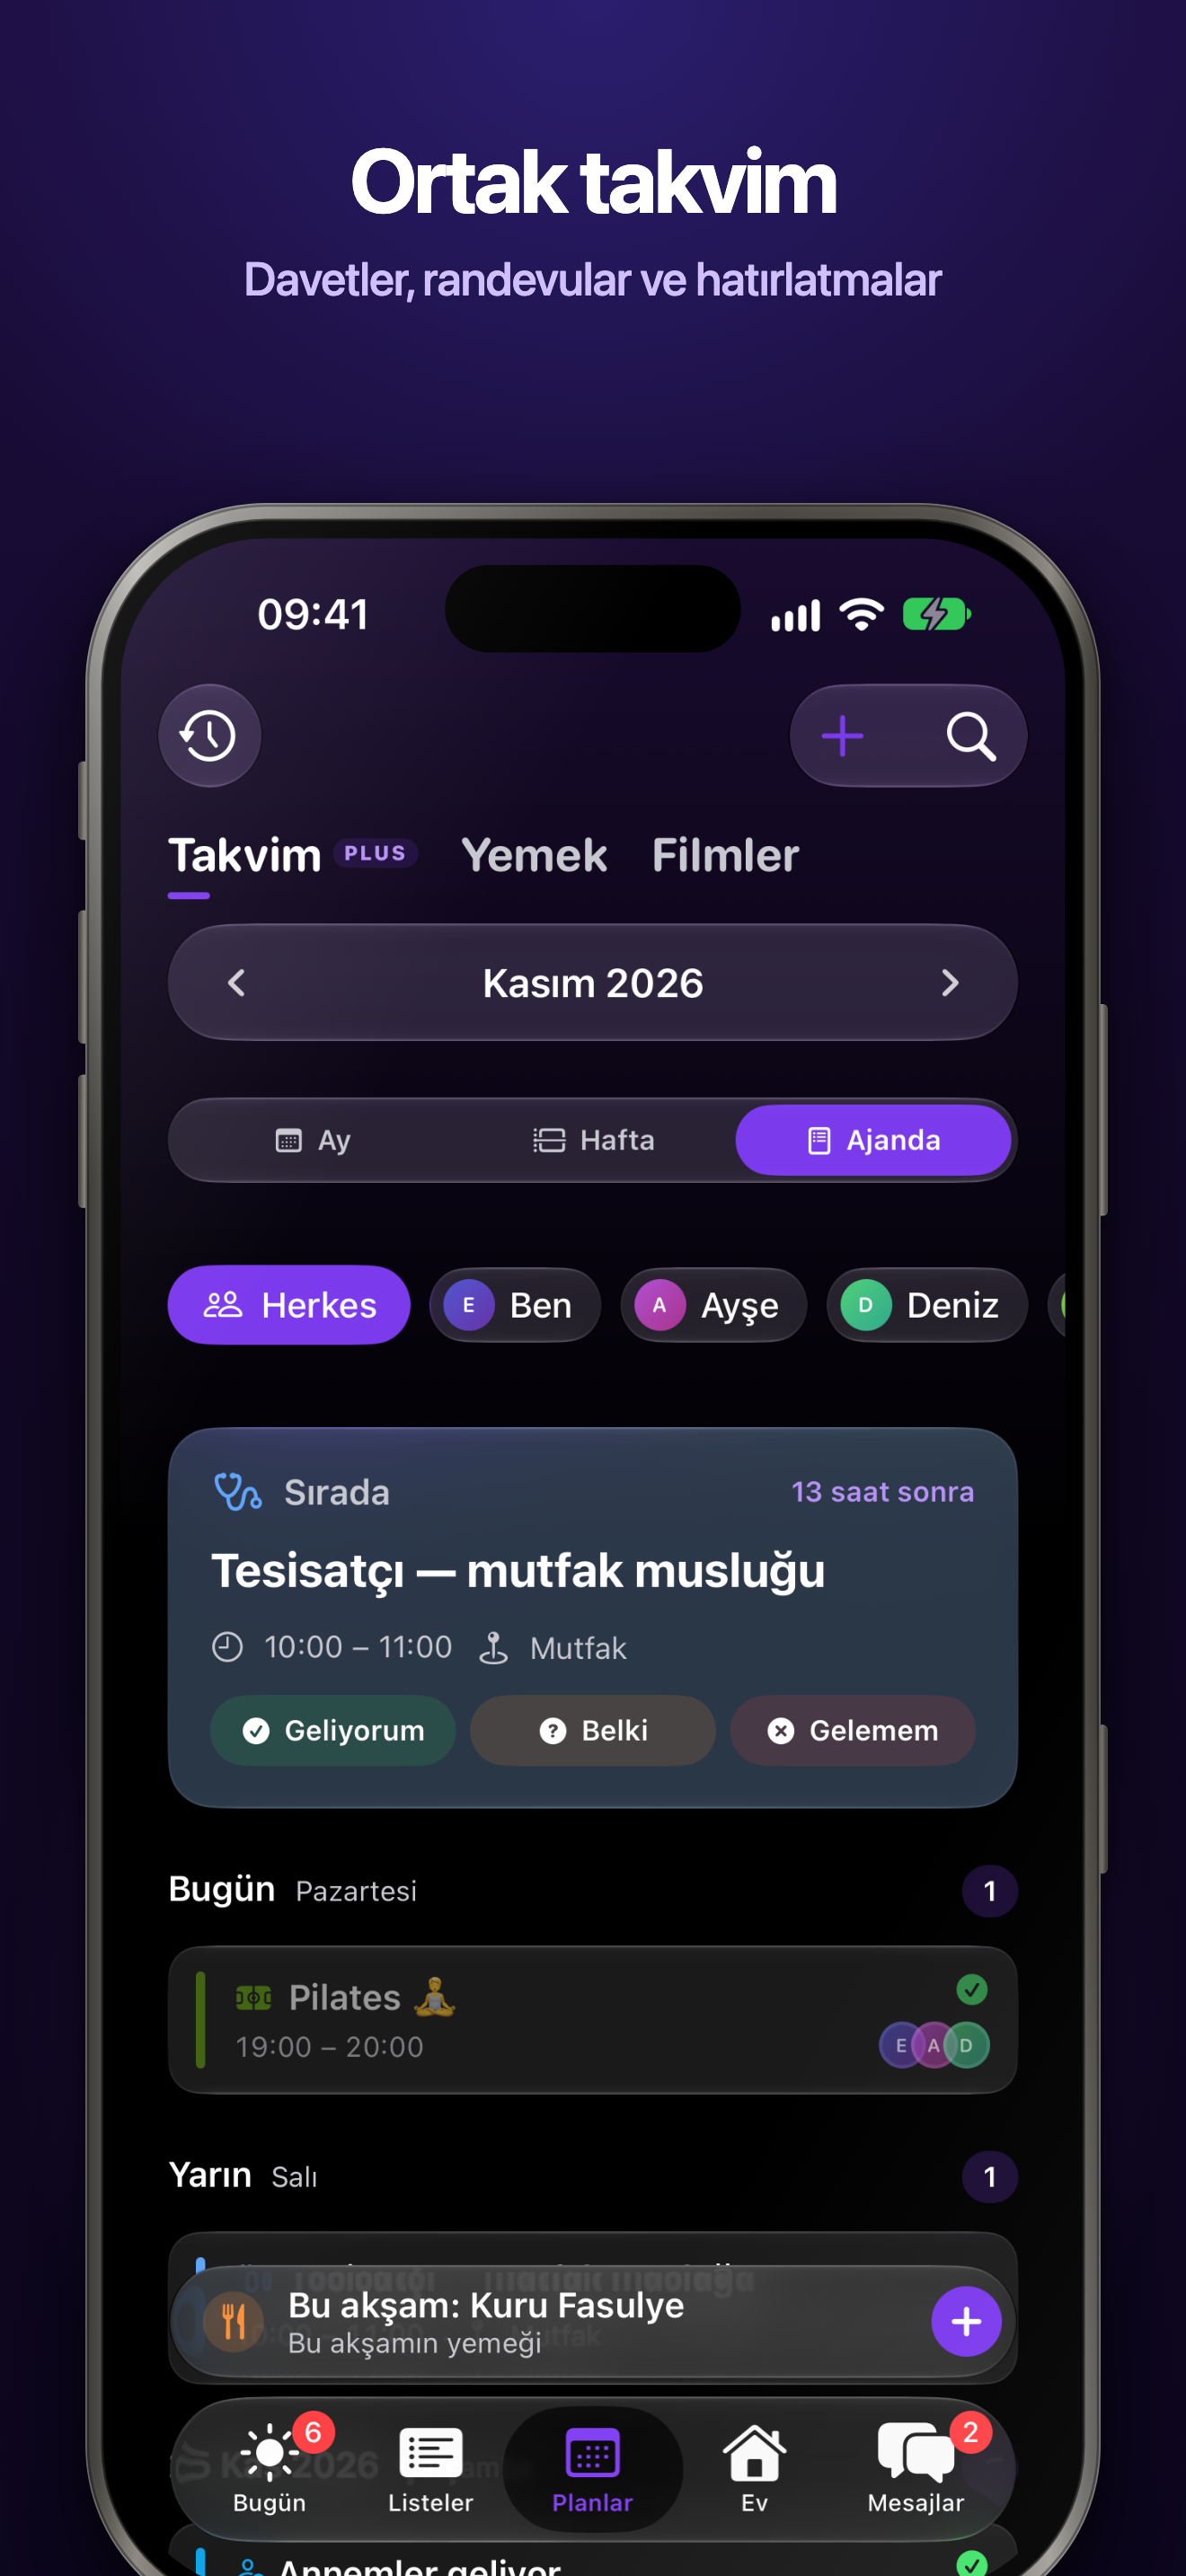 Ortak takvim
Davetler, randevular ve hatırlatmalar
09:41
Takvim PLUS Yemek Filmler
Kasım 2026
Ay Hafta Ajanda
Herkes E Ben A Ayşe D Deniz
Sırada 13 saat sonra
Tesisatçı — mutfak musluğu
10:00 – 11:00 Mutfak
Geliyorum Belki Gelemem
Bugün Pazartesi 1
Pilates 🧘
19:00 – 20:00 E A D
Yarın Salı 1
Bu akşam: Kuru Fasulye
Bu akşamın yemeği
6 2
Bugün Listeler Planlar Ev Mesajlar
Annemler geliyor